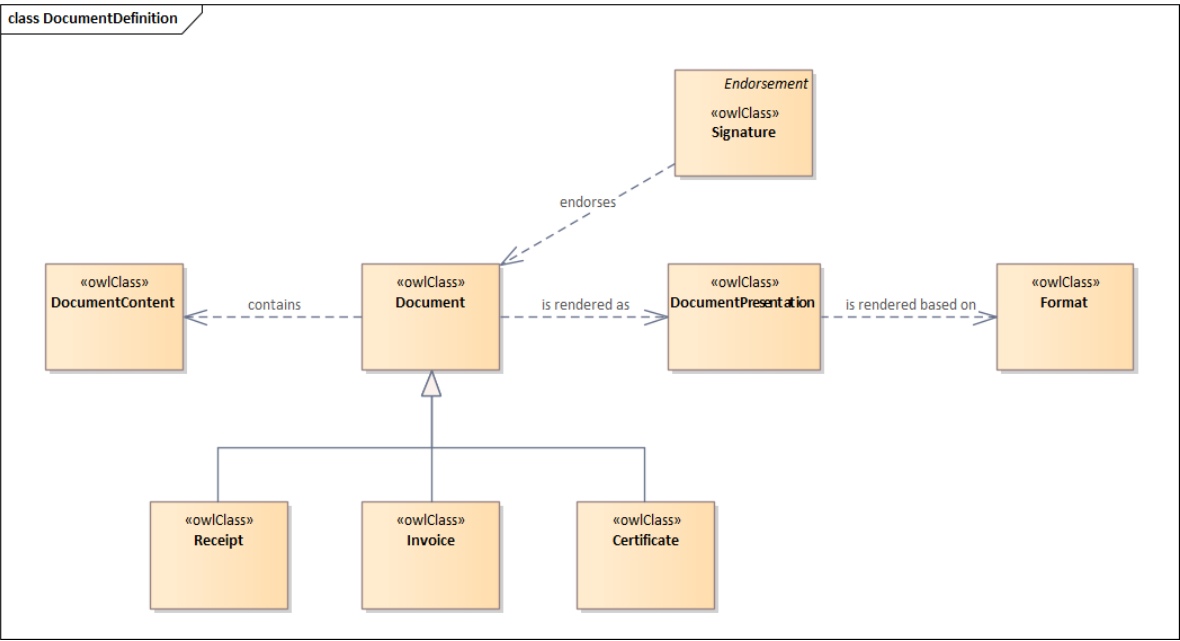 class DocumentDefinition
Endorsement
«owlClass»
Signature
endorses
«owlClass»
DocumentContent
contains
«owlClass»
Document
is rendered as
«owlClass»
DocumentPresentation
is rendered based on
«owlClass»
Format
«owlClass»
Receipt
«owlClass»
Invoice
«owlClass»
Certificate